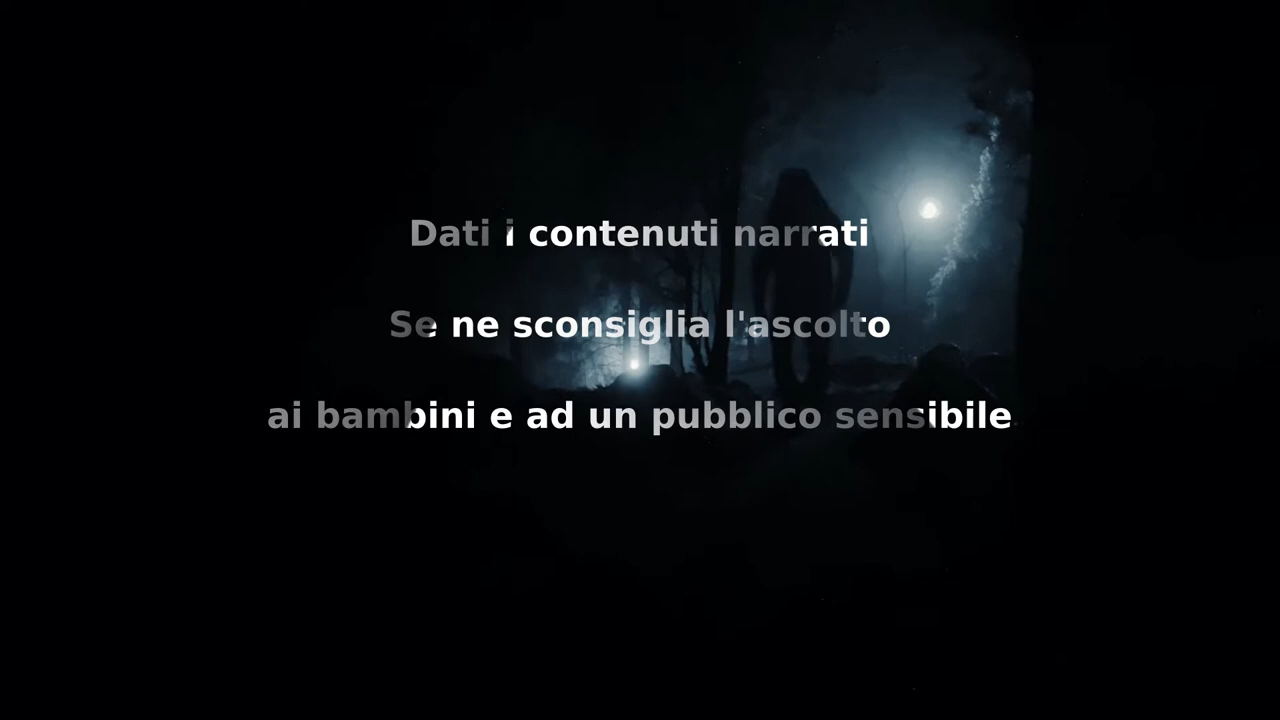 Dati i contenuti narrati
Se ne sconsiglia l'ascolto
ai bambini e ad un pubblico sensibile